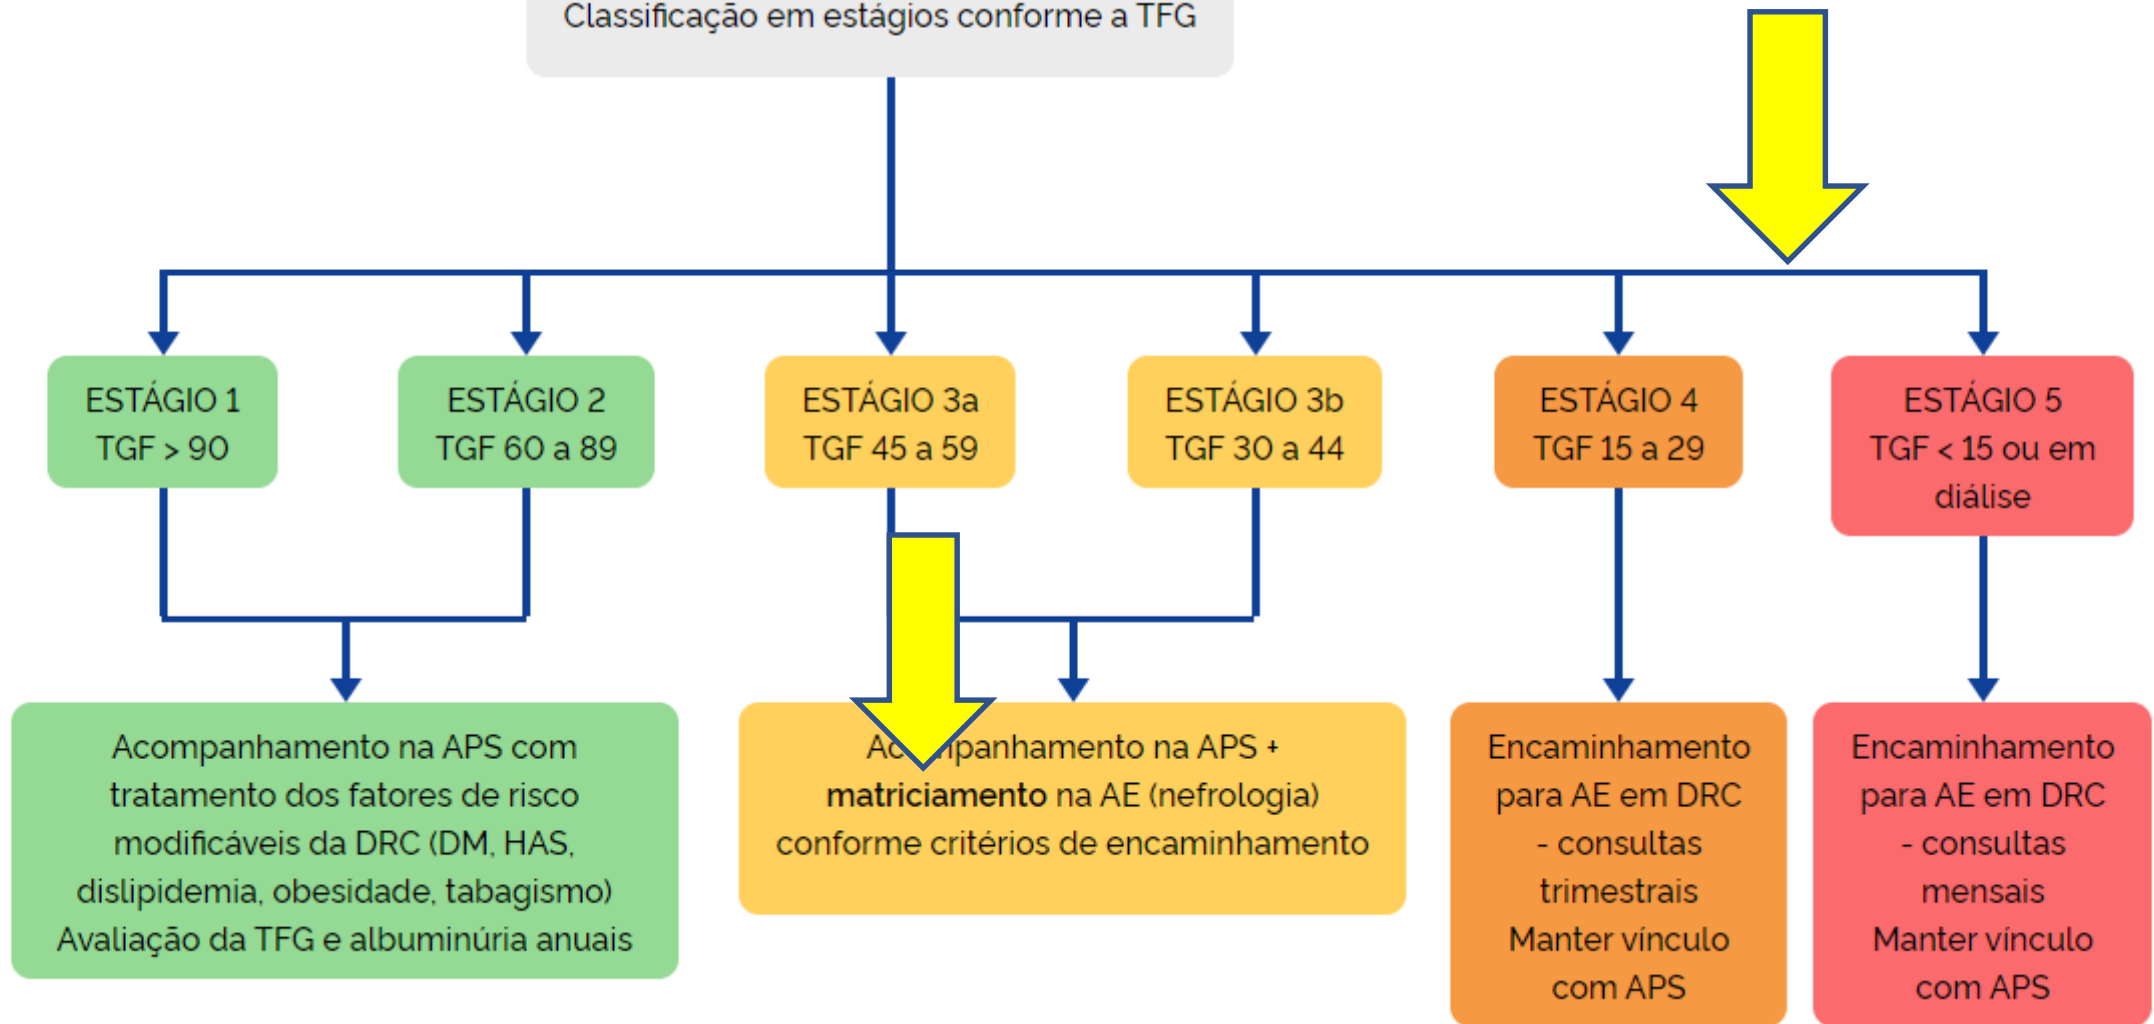 Classificação em estágios conforme a TFG
ESTÁGIO 1
TGF > 90
ESTÁGIO 2
TGF 60 a 89
ESTÁGIO 3a
TGF 45 a 59
ESTÁGIO 3b
TGF 30 a 44
ESTÁGIO 4
TGF 15 a 29
ESTÁGIO 5
TGF < 15 ou em
diálise
Acompanhamento na APS com
tratamento dos fatores de risco
modificáveis da DRC (DM, HAS,
dislipidemia, obesidade, tabagismo)
Avaliação da TFG e albuminúria anuais
Acompanhamento na APS +
matriciamento na AE (nefrologia)
conforme critérios de encaminhamento
Encaminhamento
para AE em DRC
- consultas
trimestrais
Manter vínculo
com APS
Encaminhamento
para AE em DRC
- consultas
mensais
Manter vínculo
com APS